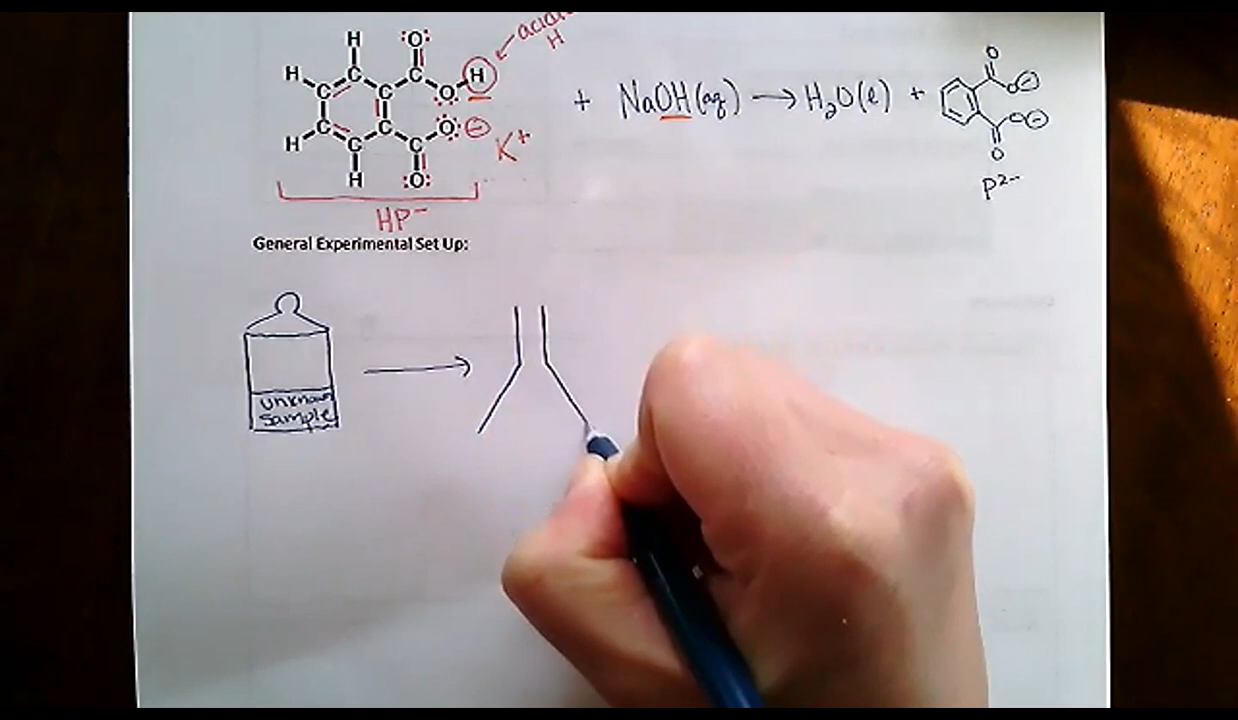 acidic
H
H
H
H
H
H
C
C
C
C
C
C
C
C
:O:
O
O:
:O:
⊖
K⁺
HP⁻
+ NaOH(aq) → H₂O(l) +
O
O⊖
O⊖
O
P²⁻
General Experimental Set Up:
unknown
sample